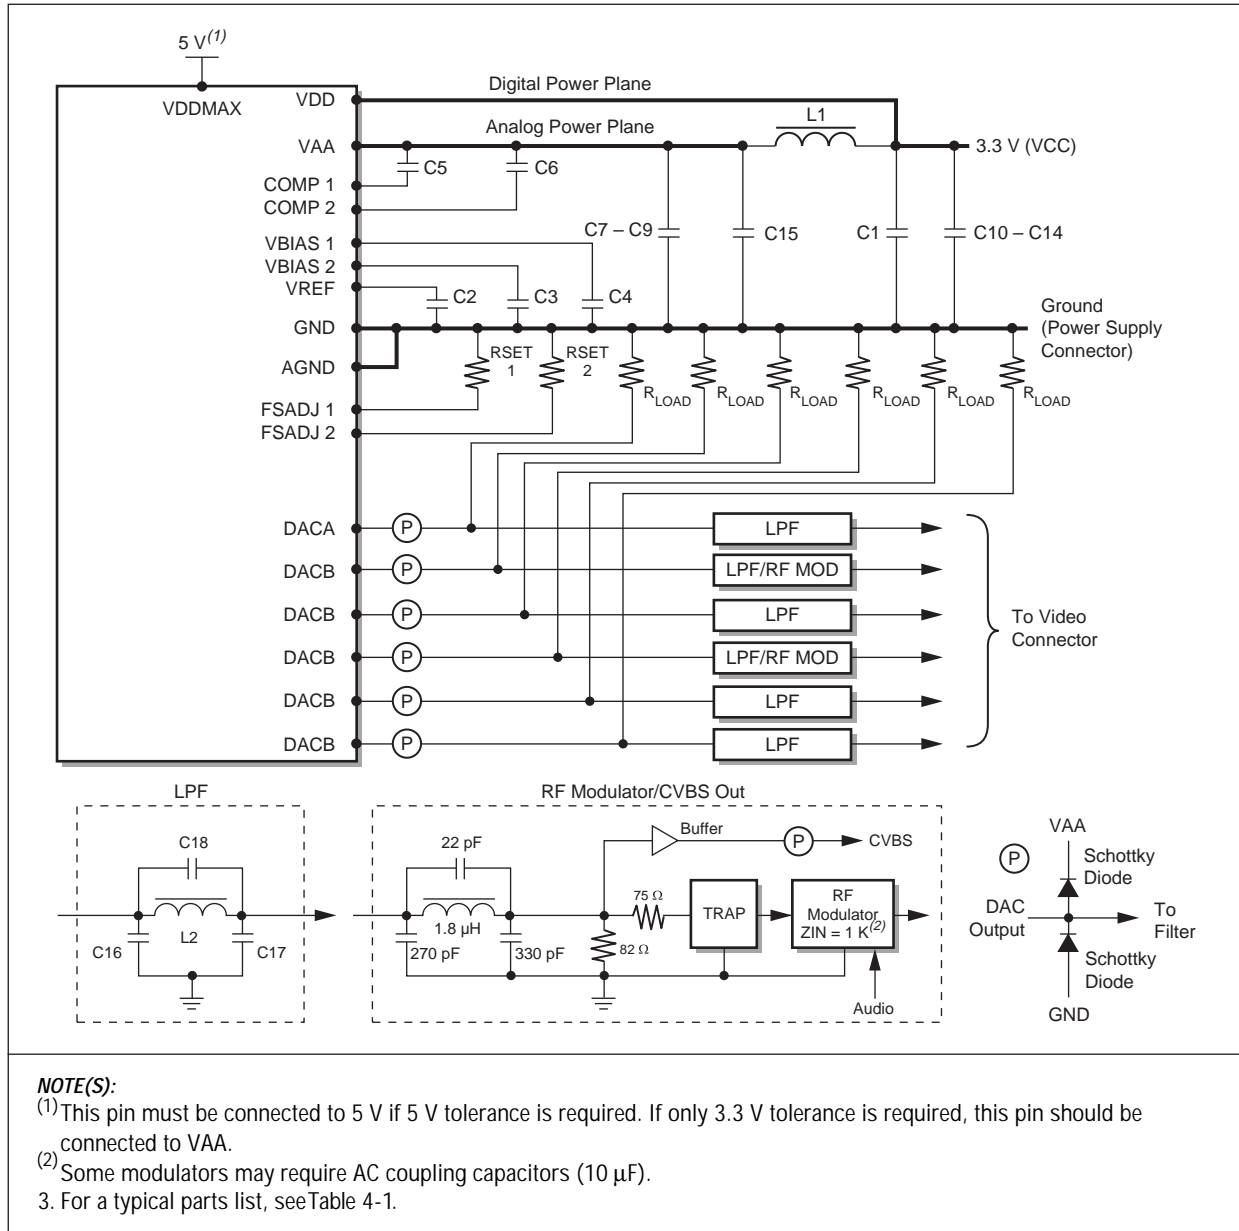 5 V(1)
VDDMAX
VDD
Digital Power Plane
VAA
Analog Power Plane
L1
3.3 V (VCC)
C5
C6
COMP 1
COMP 2
C7 – C9
C15
C1
C10 – C14
VBIAS 1
VBIAS 2
VREF
C2
C3
C4
GND
Ground
(Power Supply
Connector)
AGND
RSET
1
RSET
2
RLOAD
RLOAD
RLOAD
RLOAD
RLOAD
RLOAD
FSADJ 1
FSADJ 2
DACA
P
LPF
DACB
P
LPF/RF MOD
DACB
P
LPF
To Video
Connector
DACB
P
LPF/RF MOD
DACB
P
LPF
DACB
P
LPF
LPF
C18
L2
C16
C17
RF Modulator/CVBS Out
22 pF
1.8 µH
270 pF
330 pF
Buffer
P
CVBS
75 Ω
82 Ω
TRAP
RF
Modulator
ZIN = 1 K(2)
Audio
P
VAA
Schottky
Diode
DAC
Output
To
Filter
Schottky
Diode
GND
NOTE(S):
(1) This pin must be connected to 5 V if 5 V tolerance is required. If only 3.3 V tolerance is required, this pin should be
connected to VAA.
(2) Some modulators may require AC coupling capacitors (10 µF).
3. For a typical parts list, seeTable 4-1.